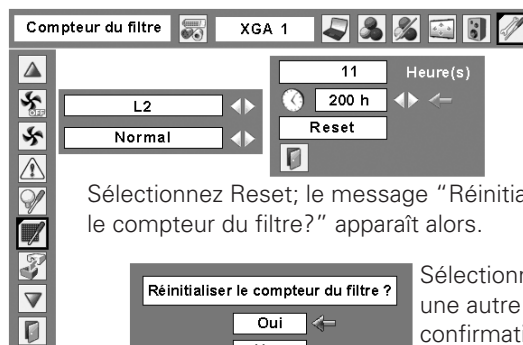 Compteur du filtre XGA 1
11 Heure(s)
L2 200 h
Normal Reset
OFF
Sélectionnez Reset; le message “Réinitia
le compteur du filtre?” apparaît alors.
Réinitialiser le compteur du filtre ?
Oui
Sélectionn
une autre
confirmati